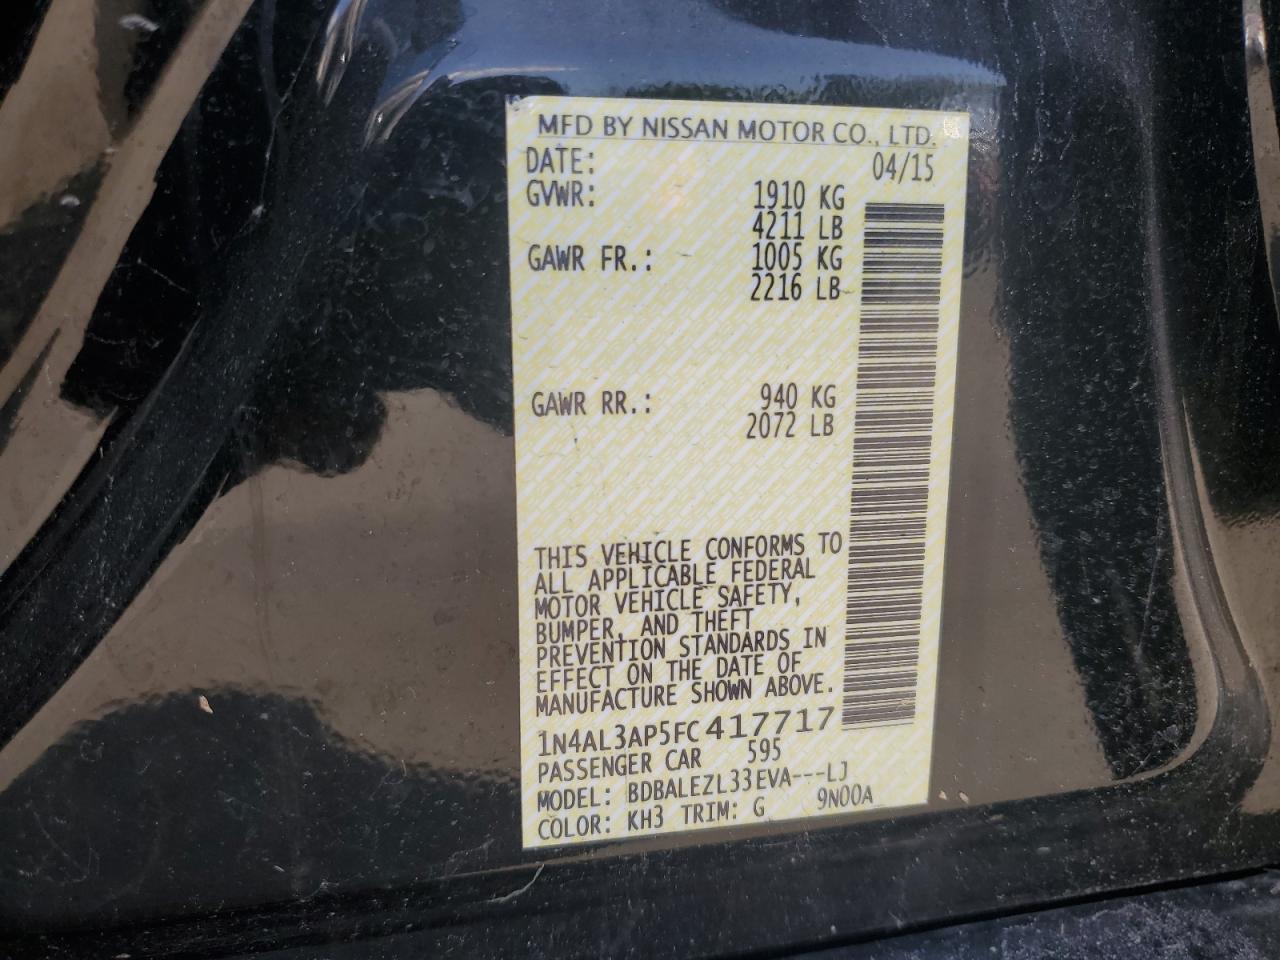 MFD BY NISSAN MOTOR CO., LTD.
DATE: 04/15
GVWR: 1910 KG
4211 LB
GAWR FR.: 1005 KG
2216 LB
GAWR RR.: 940 KG
2072 LB
THIS VEHICLE CONFORMS TO
ALL APPLICABLE FEDERAL
MOTOR VEHICLE SAFETY,
BUMPER, AND THEFT
PREVENTION STANDARDS IN
EFFECT ON THE DATE OF
MANUFACTURE SHOWN ABOVE.
1N4AL3AP5FC417717
PASSENGER CAR 595
MODEL: BDBALEZL33EVA---LJ
COLOR: KH3 TRIM: G 9N00A